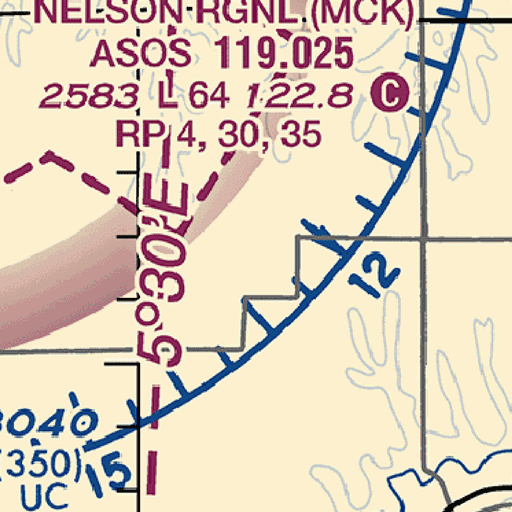 NELSON RGNL (MCK)
ASOS 119.025
2583 L 64 122.8 C
RP 4, 30, 35
5°30'E
12
3040
(350)
UC
15